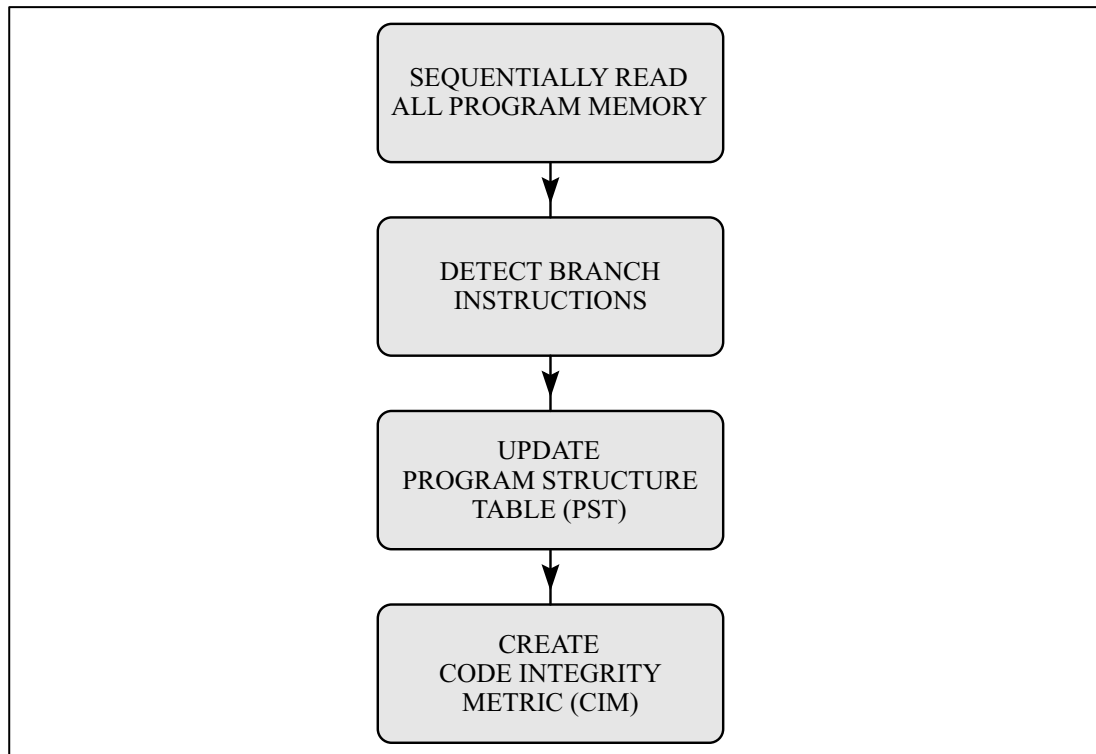 SEQUENTIALLY READ
ALL PROGRAM MEMORY
DETECT BRANCH
INSTRUCTIONS
UPDATE
PROGRAM STRUCTURE
TABLE (PST)
CREATE
CODE INTEGRITY
METRIC (CIM)